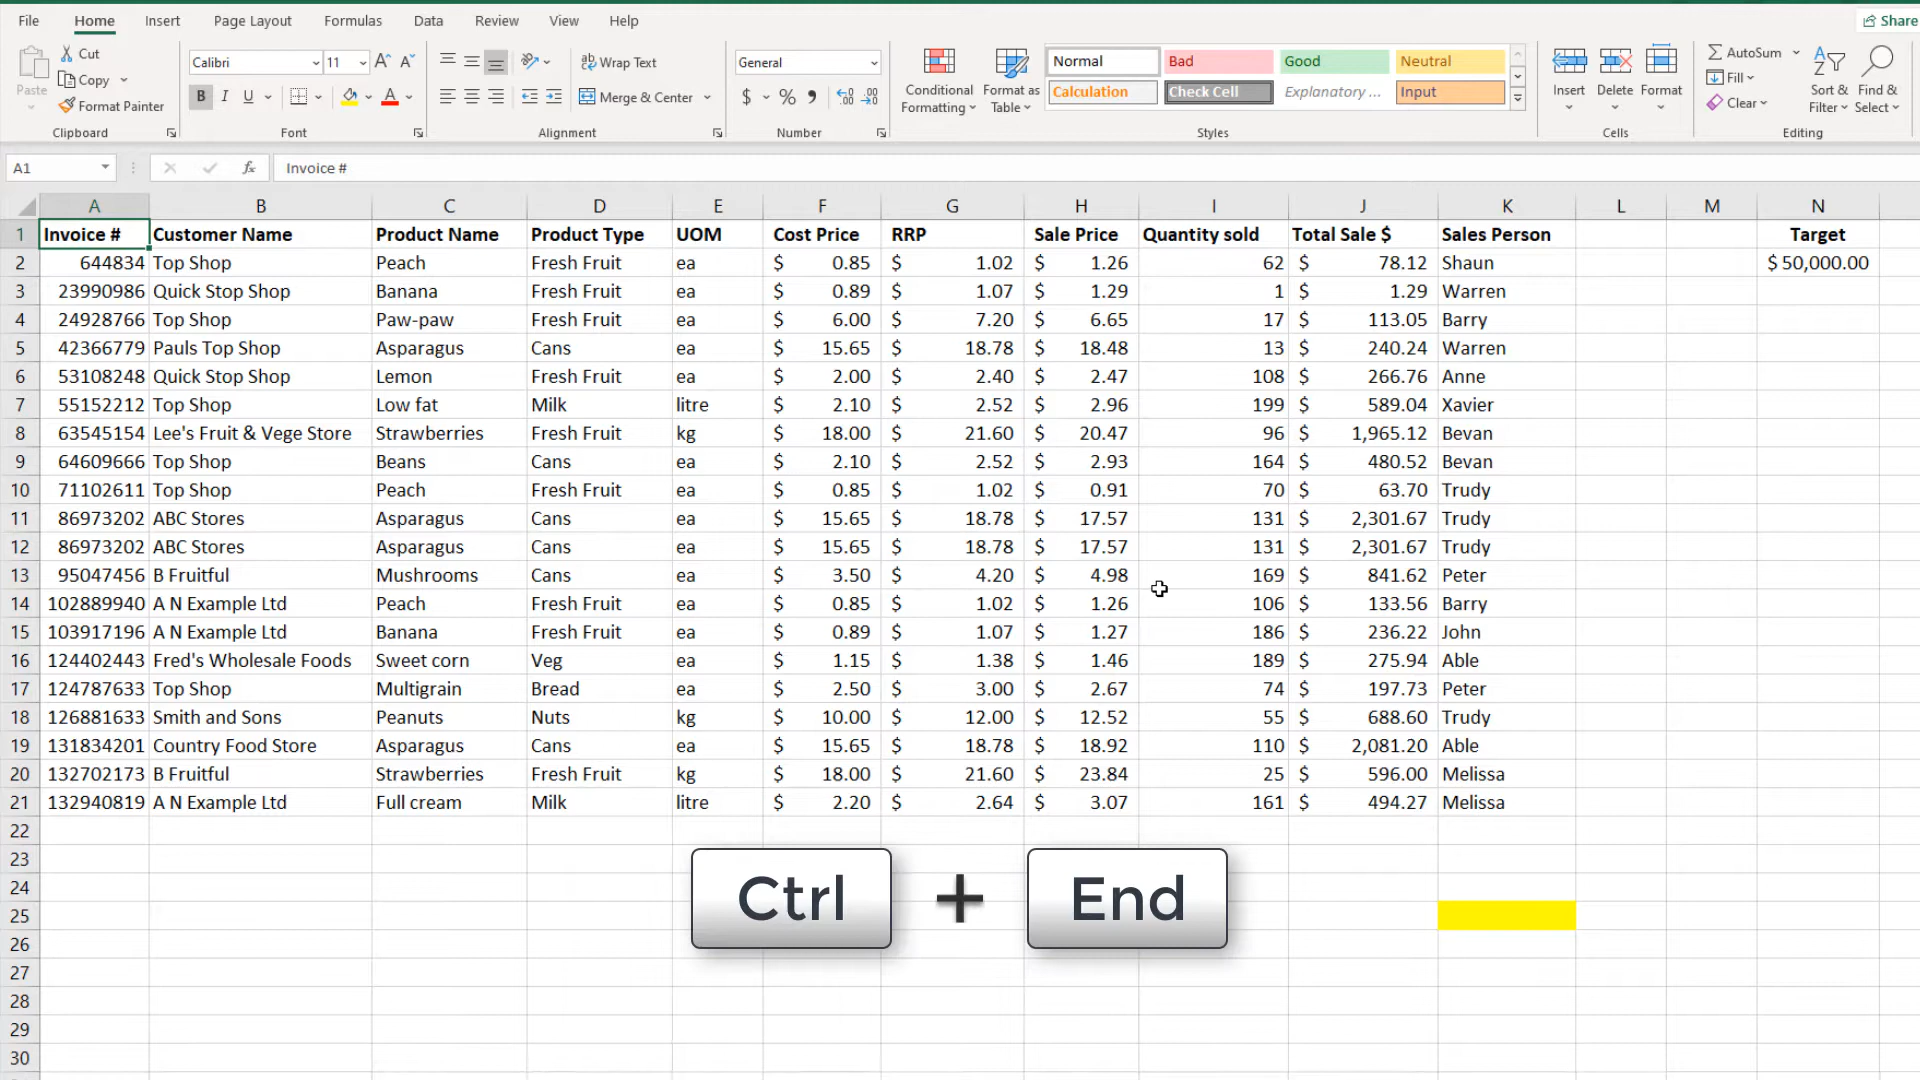 File Home Insert Page Layout Formulas Data Review View Help Share
Paste Cut Copy Format Painter Clipboard
Calibri 11 B I U A Font
ab Wrap Text Merge & Center Alignment
General $ % Number
Conditional Formatting Format as Table
Normal Bad Good Neutral
Calculation Check Cell Explanatory ... Input
Styles
Insert Delete Format Cells
AutoSum Fill Clear Sort & Filter Find & Select Editing
A1 fx Invoice #
A B C D E F G H I J K L M N
1 Invoice # Customer Name Product Name Product Type UOM Cost Price RRP Sale Price Quantity sold Total Sale $ Sales Person Target
2 644834 Top Shop Peach Fresh Fruit ea $ 0.85 $ 1.02 $ 1.26 62 $ 78.12 Shaun $ 50,000.00
3 23990986 Quick Stop Shop Banana Fresh Fruit ea $ 0.89 $ 1.07 $ 1.29 1 $ 1.29 Warren
4 24928766 Top Shop Paw-paw Fresh Fruit ea $ 6.00 $ 7.20 $ 6.65 17 $ 113.05 Barry
5 42366779 Pauls Top Shop Asparagus Cans ea $ 15.65 $ 18.78 $ 18.48 13 $ 240.24 Warren
6 53108248 Quick Stop Shop Lemon Fresh Fruit ea $ 2.00 $ 2.40 $ 2.47 108 $ 266.76 Anne
7 55152212 Top Shop Low fat Milk litre $ 2.10 $ 2.52 $ 2.96 199 $ 589.04 Xavier
8 63545154 Lee's Fruit & Vege Store Strawberries Fresh Fruit kg $ 18.00 $ 21.60 $ 20.47 96 $ 1,965.12 Bevan
9 64609666 Top Shop Beans Cans ea $ 2.10 $ 2.52 $ 2.93 164 $ 480.52 Bevan
10 71102611 Top Shop Peach Fresh Fruit ea $ 0.85 $ 1.02 $ 0.91 70 $ 63.70 Trudy
11 86973202 ABC Stores Asparagus Cans ea $ 15.65 $ 18.78 $ 17.57 131 $ 2,301.67 Trudy
12 86973202 ABC Stores Asparagus Cans ea $ 15.65 $ 18.78 $ 17.57 131 $ 2,301.67 Trudy
13 95047456 B Fruitful Mushrooms Cans ea $ 3.50 $ 4.20 $ 4.98 169 $ 841.62 Peter
14 102889940 A N Example Ltd Peach Fresh Fruit ea $ 0.85 $ 1.02 $ 1.26 106 $ 133.56 Barry
15 103917196 A N Example Ltd Banana Fresh Fruit ea $ 0.89 $ 1.07 $ 1.27 186 $ 236.22 John
16 124402443 Fred's Wholesale Foods Sweet corn Veg ea $ 1.15 $ 1.38 $ 1.46 189 $ 275.94 Able
17 124787633 Top Shop Multigrain Bread ea $ 2.50 $ 3.00 $ 2.67 74 $ 197.73 Peter
18 126881633 Smith and Sons Peanuts Nuts kg $ 10.00 $ 12.00 $ 12.52 55 $ 688.60 Trudy
19 131834201 Country Food Store Asparagus Cans ea $ 15.65 $ 18.78 $ 18.92 110 $ 2,081.20 Able
20 132702173 B Fruitful Strawberries Fresh Fruit kg $ 18.00 $ 21.60 $ 23.84 25 $ 596.00 Melissa
21 132940819 A N Example Ltd Full cream Milk litre $ 2.20 $ 2.64 $ 3.07 161 $ 494.27 Melissa
22
23
24
Ctrl + End
25
26
27
28
29
30